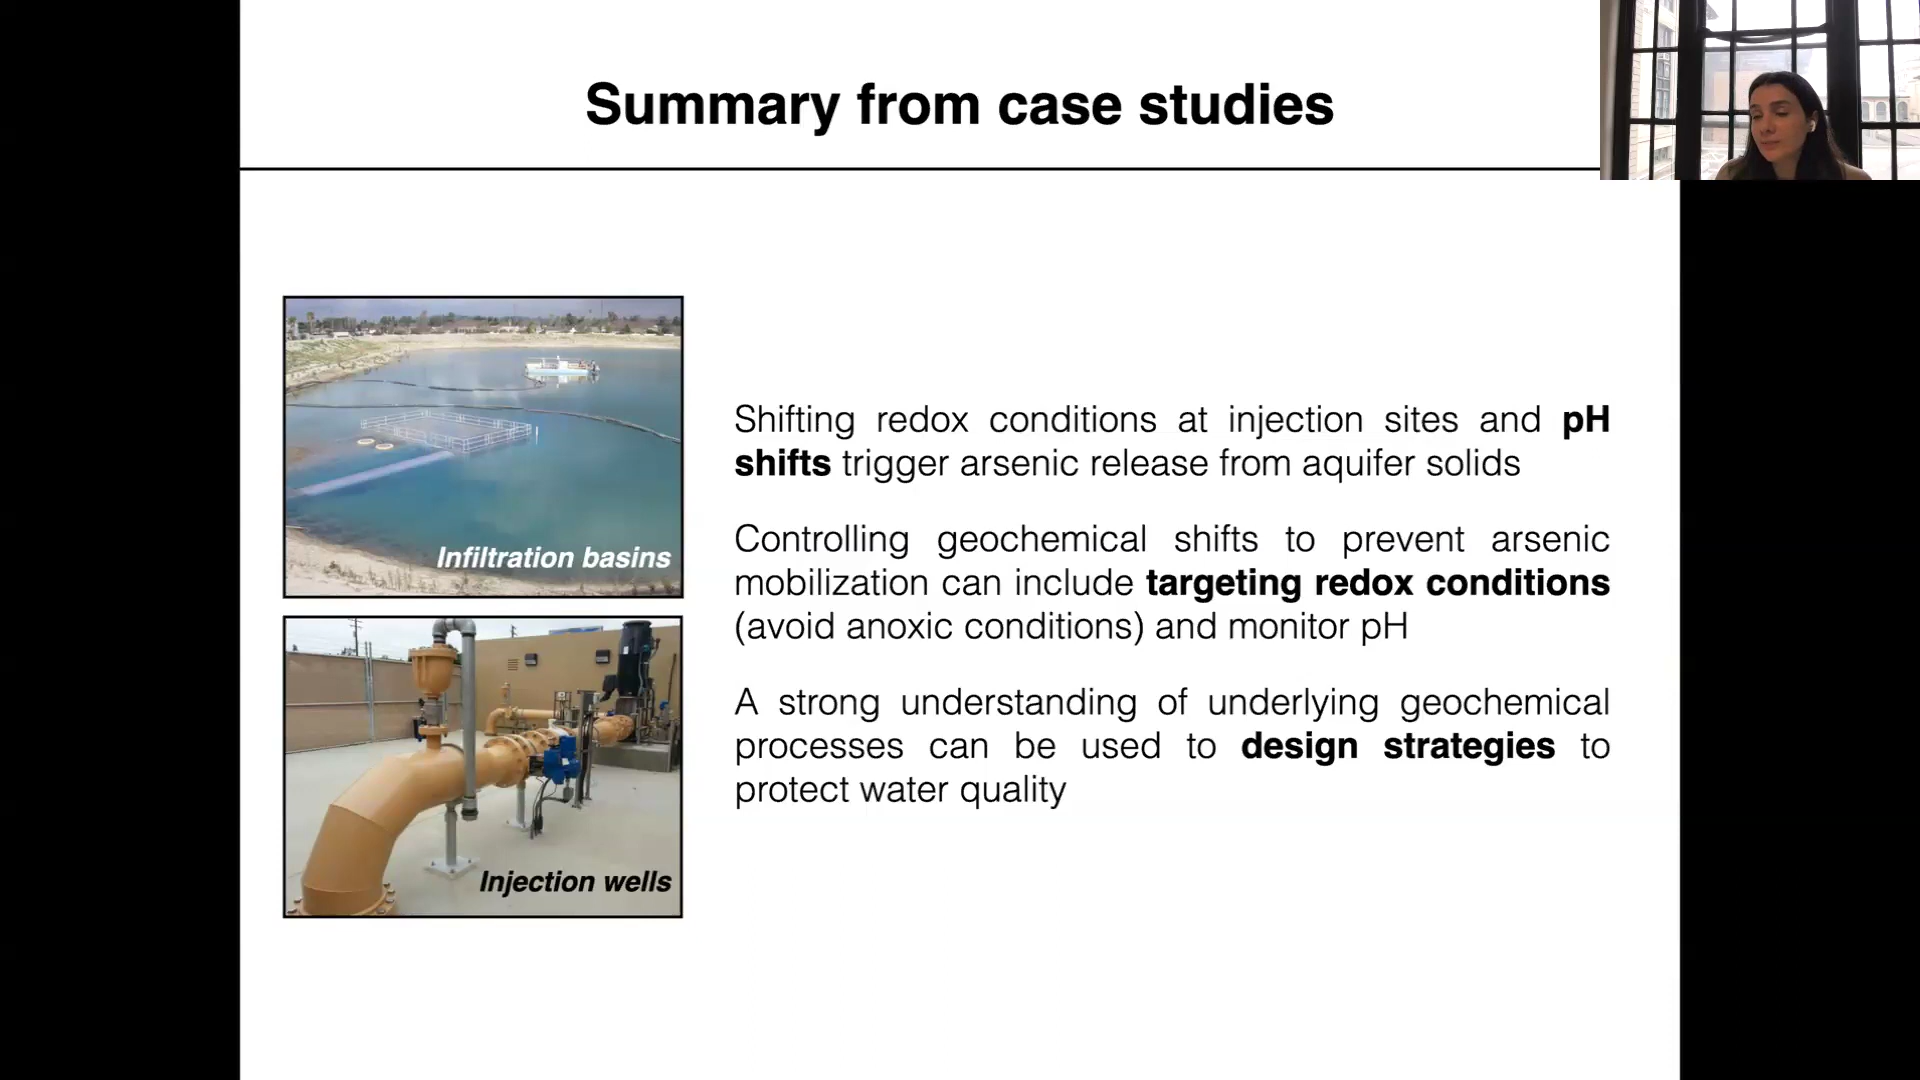 Summary from case studies
Infiltration basins
Injection wells
Shifting redox conditions at injection sites and pH
shifts trigger arsenic release from aquifer solids
Controlling geochemical shifts to prevent arsenic
mobilization can include targeting redox conditions
(avoid anoxic conditions) and monitor pH
A strong understanding of underlying geochemical
processes can be used to design strategies to
protect water quality